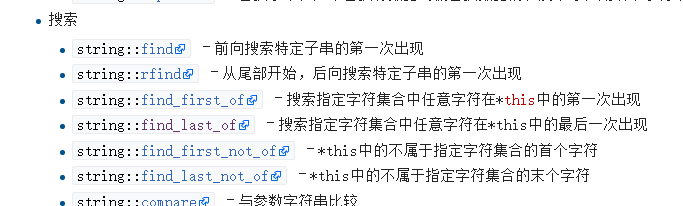 搜索
string::find – 前向搜索特定子串的第一次出现
string::rfind – 从尾部开始，后向搜索特定子串的第一次出现
string::find_first_of – 搜索指定字符集合中任意字符在*this中的第一次出现
string::find_last_of – 搜索指定字符集合中任意字符在*this中的最后一次出现
string::find_first_not_of – *this中的不属于指定字符集合的首个字符
string::find_last_not_of – *this中的不属于指定字符集合的末个字符
string::compare – 与参数字符串比较